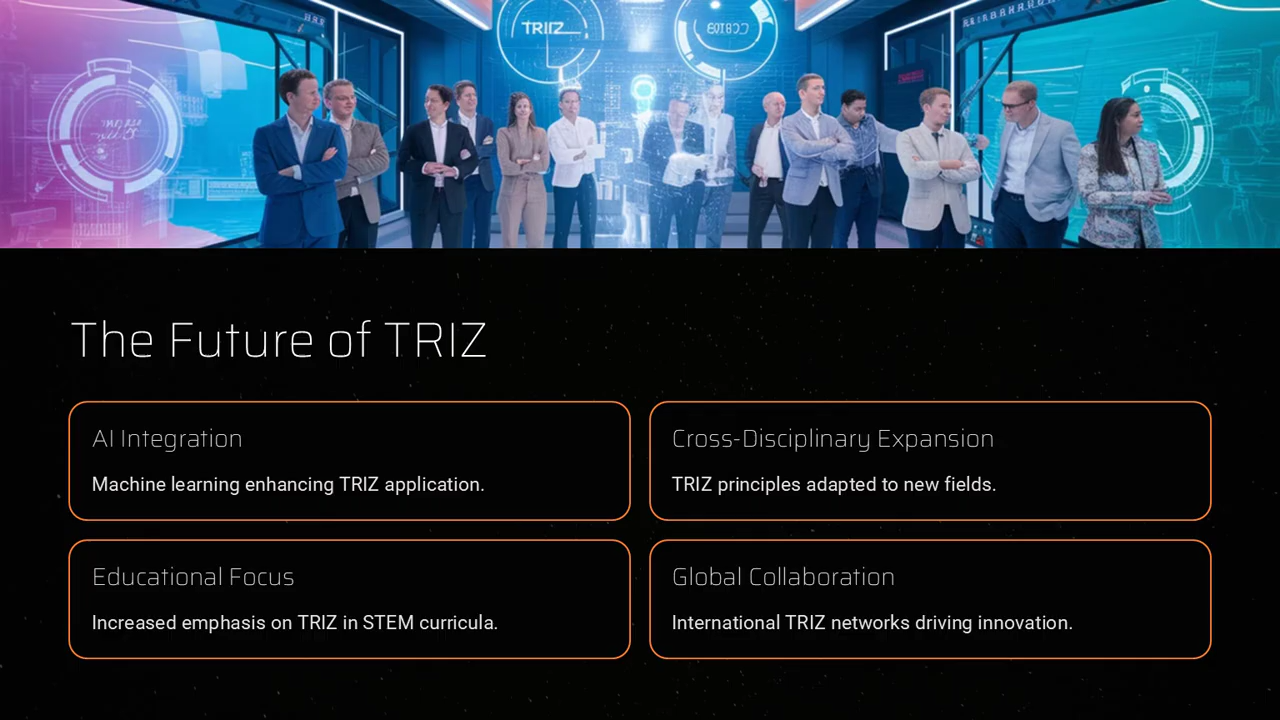 TRIIZ
The Future of TRIZ
AI Integration
Machine learning enhancing TRIZ application.
Cross-Disciplinary Expansion
TRIZ principles adapted to new fields.
Educational Focus
Increased emphasis on TRIZ in STEM curricula.
Global Collaboration
International TRIZ networks driving innovation.